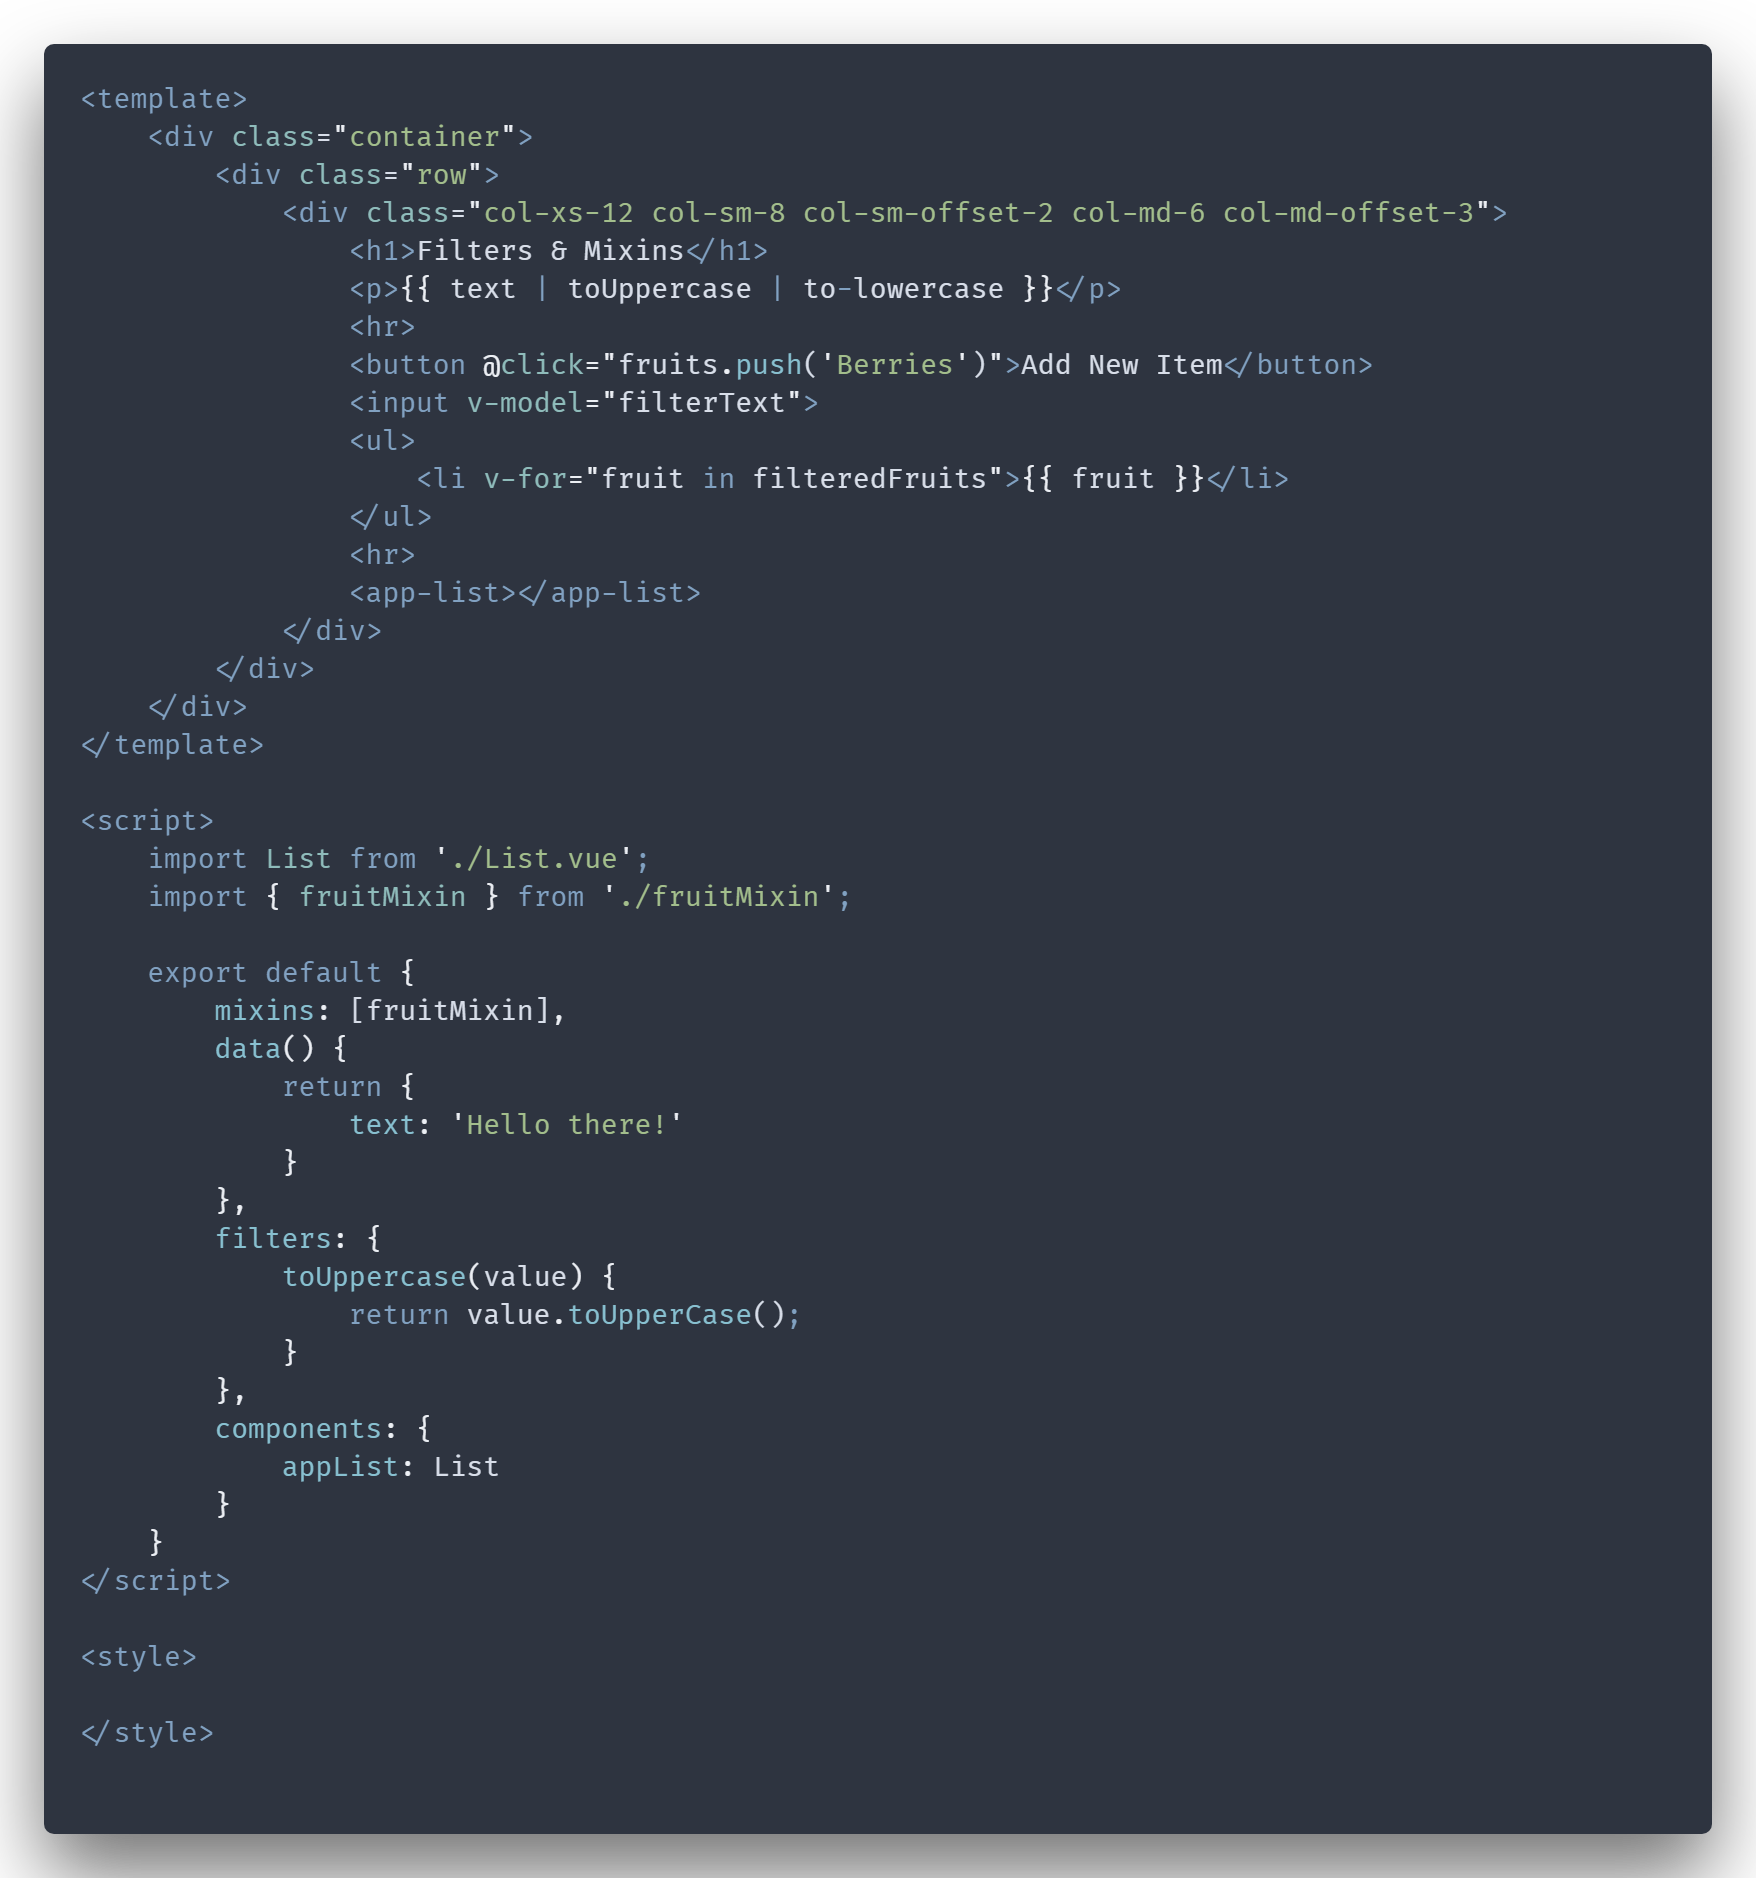 <template>
    <div class="container">
        <div class="row">
            <div class="col-xs-12 col-sm-8 col-sm-offset-2 col-md-6 col-md-offset-3">
                <h1>Filters & Mixins</h1>
                <p>{{ text | toUppercase | to-lowercase }}</p>
                <hr>
                <button @click="fruits.push('Berries')">Add New Item</button>
                <input v-model="filterText">
                <ul>
                    <li v-for="fruit in filteredFruits">{{ fruit }}</li>
                </ul>
                <hr>
                <app-list></app-list>
            </div>
        </div>
    </div>
</template>

<script>
    import List from './List.vue';
    import { fruitMixin } from './fruitMixin';

    export default {
        mixins: [fruitMixin],
        data() {
            return {
                text: 'Hello there!'
            }
        },
        filters: {
            toUppercase(value) {
                return value.toUpperCase();
            }
        },
        components: {
            appList: List
        }
    }
</script>

<style>

</style>